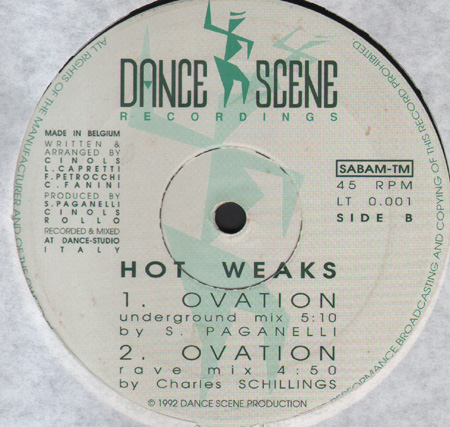 DANCE SCENE
RECORDINGS
MADE IN BELGIUM
WRITTEN &
ARRANGED BY
CINOLS
L. CAPRETTI
F. PETROCCHI
C. FANINI
PRODUCED BY
S. PAGANELLI
CINOLS
ROLLO
RECORDED & MIXED
AT DANCE-STUDIO
ITALY
SABAM-TM
45 RPM
LT 0.001
SIDE B
HOT WEAKS
1. OVATION
underground mix 5:10
by S. PAGANELLI
2. OVATION
rave mix 4:50
by Charles SCHILLINGS
© 1992 DANCE SCENE PRODUCTION
ALL RIGHTS OF THE MANUFACTURER AND OF THE
PERFORMANCE BROADCASTING AND COPYING OF THIS RECORD PROHIBITED